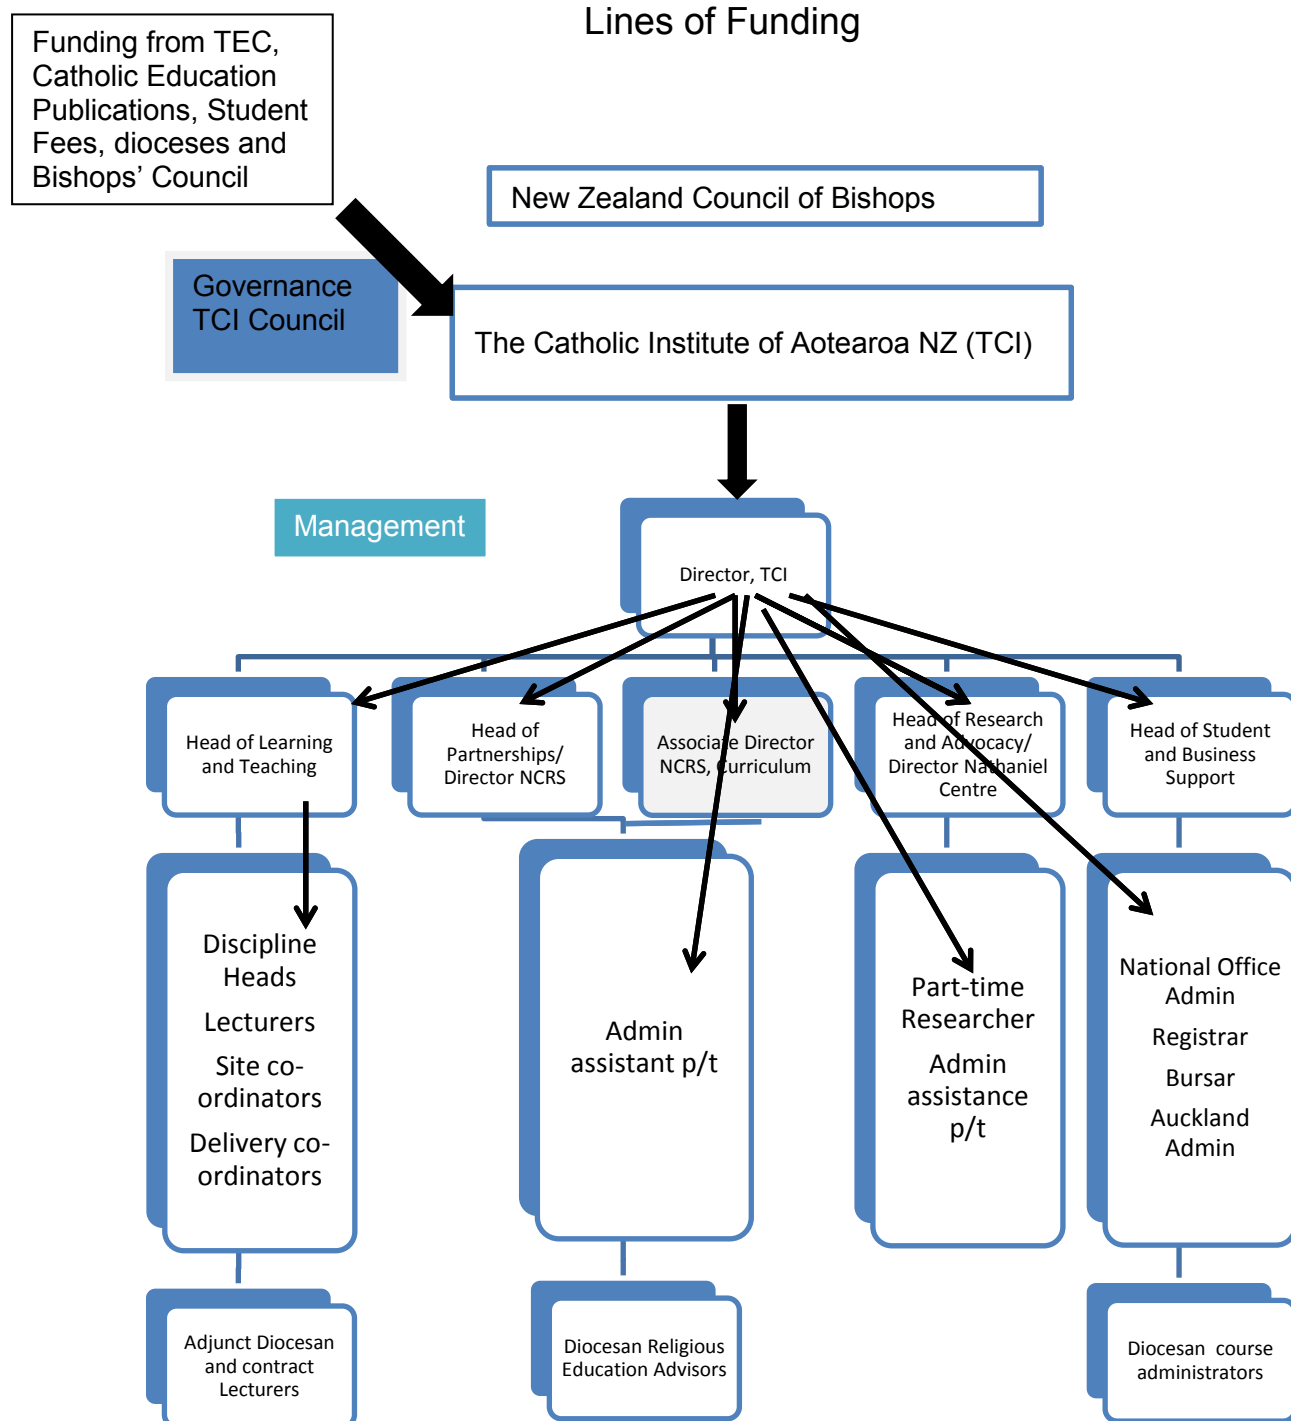 Lines of Funding
Funding from TEC,
Catholic Education
Publications, Student
Fees, dioceses and
Bishops’ Council
New Zealand Council of Bishops
Governance
TCI Council
The Catholic Institute of Aotearoa NZ (TCI)
Management
Director, TCI
Head of Learning
and Teaching
Head of
Partnerships/
Director NCRS
Associate Director
NCRS, Curriculum
Head of Research
and Advocacy/
Director Nathaniel
Centre
Head of Student
and Business
Support
Discipline
Heads
Lecturers
Site co-
ordinators
Delivery co-
ordinators
Admin
assistant p/t
Part-time
Researcher
Admin
assistance
p/t
National Office
Admin
Registrar
Bursar
Auckland
Admin
Adjunct Diocesan
and contract
Lecturers
Diocesan Religious
Education Advisors
Diocesan  course
administrators